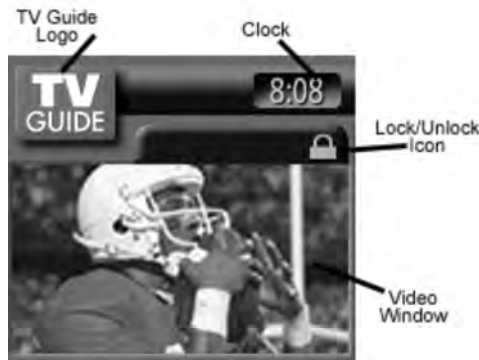 TV Guide
Logo
Clock
TV
GUIDE
8:08
Lock/Unlock
Icon
Video
Window